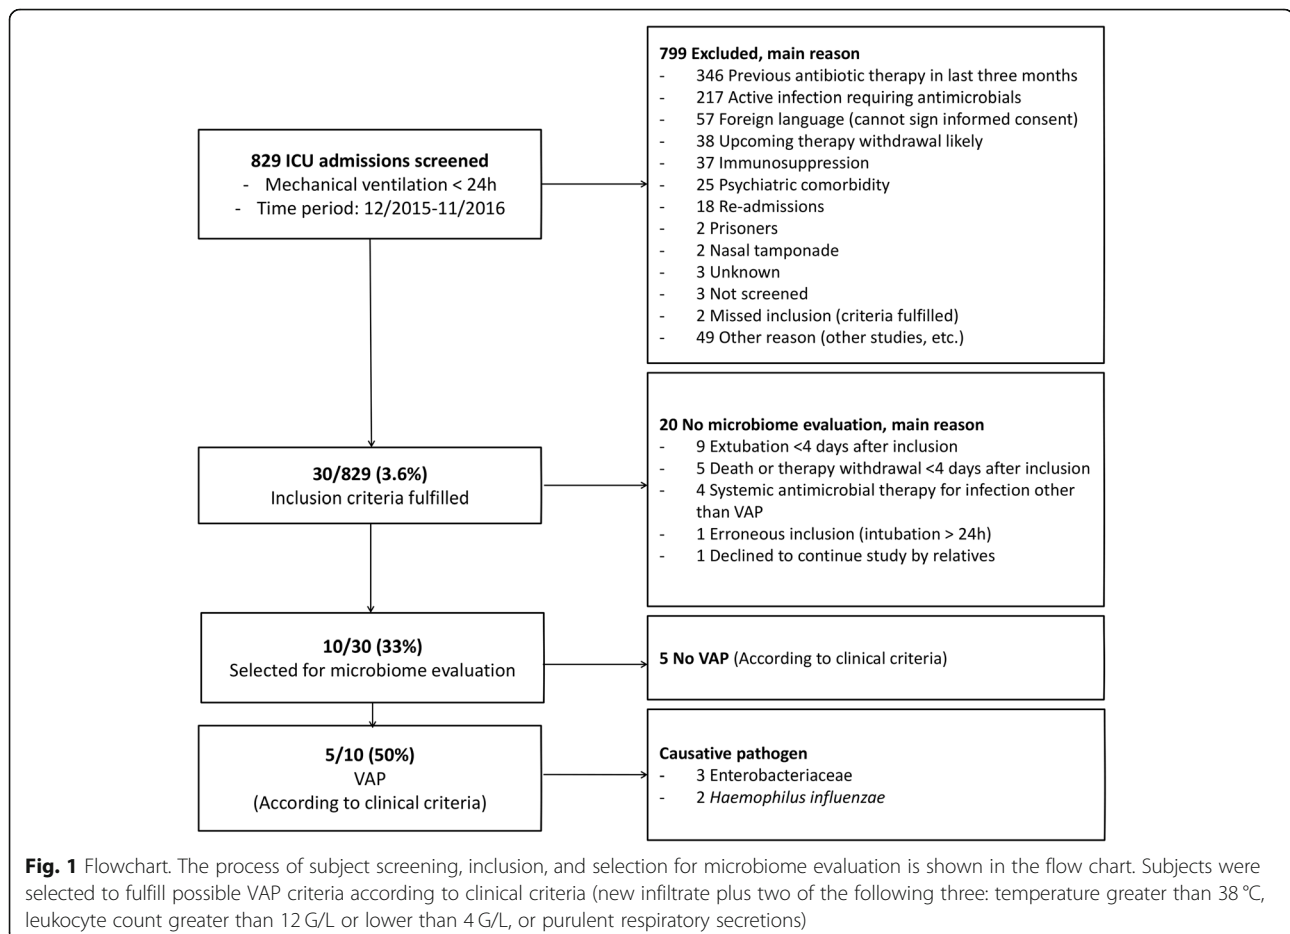 829 ICU admissions screened
- Mechanical ventilation < 24h
- Time period: 12/2015-11/2016
799 Excluded, main reason
- 346 Previous antibiotic therapy in last three months
- 217 Active infection requiring antimicrobials
- 57 Foreign language (cannot sign informed consent)
- 38 Upcoming therapy withdrawal likely
- 37 Immunosuppression
- 25 Psychiatric comorbidity
- 18 Re-admissions
- 2 Prisoners
- 2 Nasal tamponade
- 3 Unknown
- 3 Not screened
- 2 Missed inclusion (criteria fulfilled)
- 49 Other reason (other studies, etc.)
30/829 (3.6%)
Inclusion criteria fulfilled
20 No microbiome evaluation, main reason
- 9 Extubation <4 days after inclusion
- 5 Death or therapy withdrawal <4 days after inclusion
- 4 Systemic antimicrobial therapy for infection other
than VAP
- 1 Erroneous inclusion (intubation > 24h)
- 1 Declined to continue study by relatives
10/30 (33%)
Selected for microbiome evaluation
5 No VAP (According to clinical criteria)
5/10 (50%)
VAP
(According to clinical criteria)
Causative pathogen
- 3 Enterobacteriaceae
- 2 Haemophilus influenzae
Fig. 1 Flowchart. The process of subject screening, inclusion, and selection for microbiome evaluation is shown in the flow chart. Subjects were
selected to fulfill possible VAP criteria according to clinical criteria (new infiltrate plus two of the following three: temperature greater than 38 °C,
leukocyte count greater than 12 G/L or lower than 4 G/L, or purulent respiratory secretions)